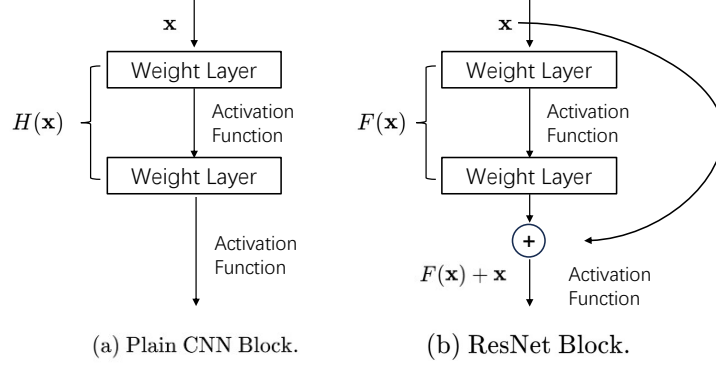 x
Weight Layer
H(x)
Activation
Function
Weight Layer
Activation
Function
(a) Plain CNN Block.
x
Weight Layer
F(x)
Activation
Function
Weight Layer
+
F(x) + x
Activation
Function
(b) ResNet Block.